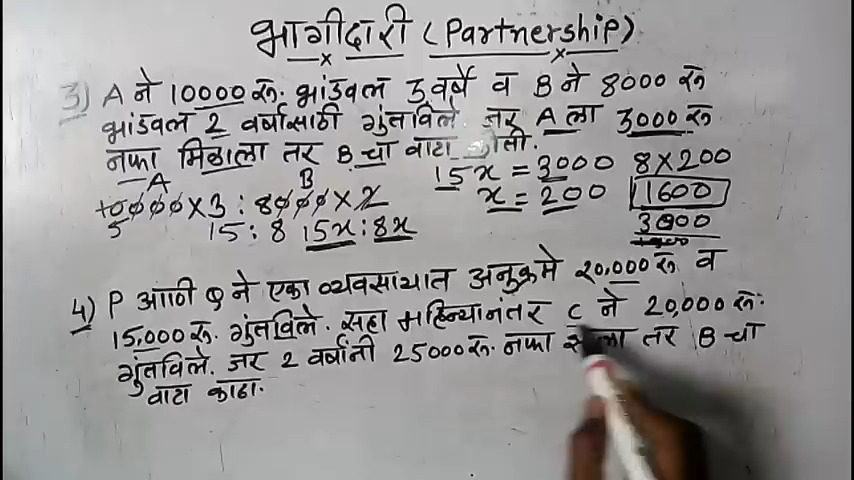 भागीदारी (Partnership)
3) A ने 10000 रू. भांडवल 3 वर्षे व B ने 8000 रू
भांडवल 2 वर्षासाठी गुंतविले. जर A ला 3000 रू
नफा मिळाला तर B चा वाटा
A B 15x = 3000 8×200
10000×3 : 8000×2 x = 200 1600
5 15:8 15x:8x 3000
4) P आणि Q ने एका व्यवसायात अनुक्रमे 20,000 रू व
15,000 रू. गुंतविले. सहा महिन्यानंतर C ने 20,000 रू.
गुंतविले. जर 2 वर्षांनी 25000 रू. नफा तर B चा
वाटा काढा.